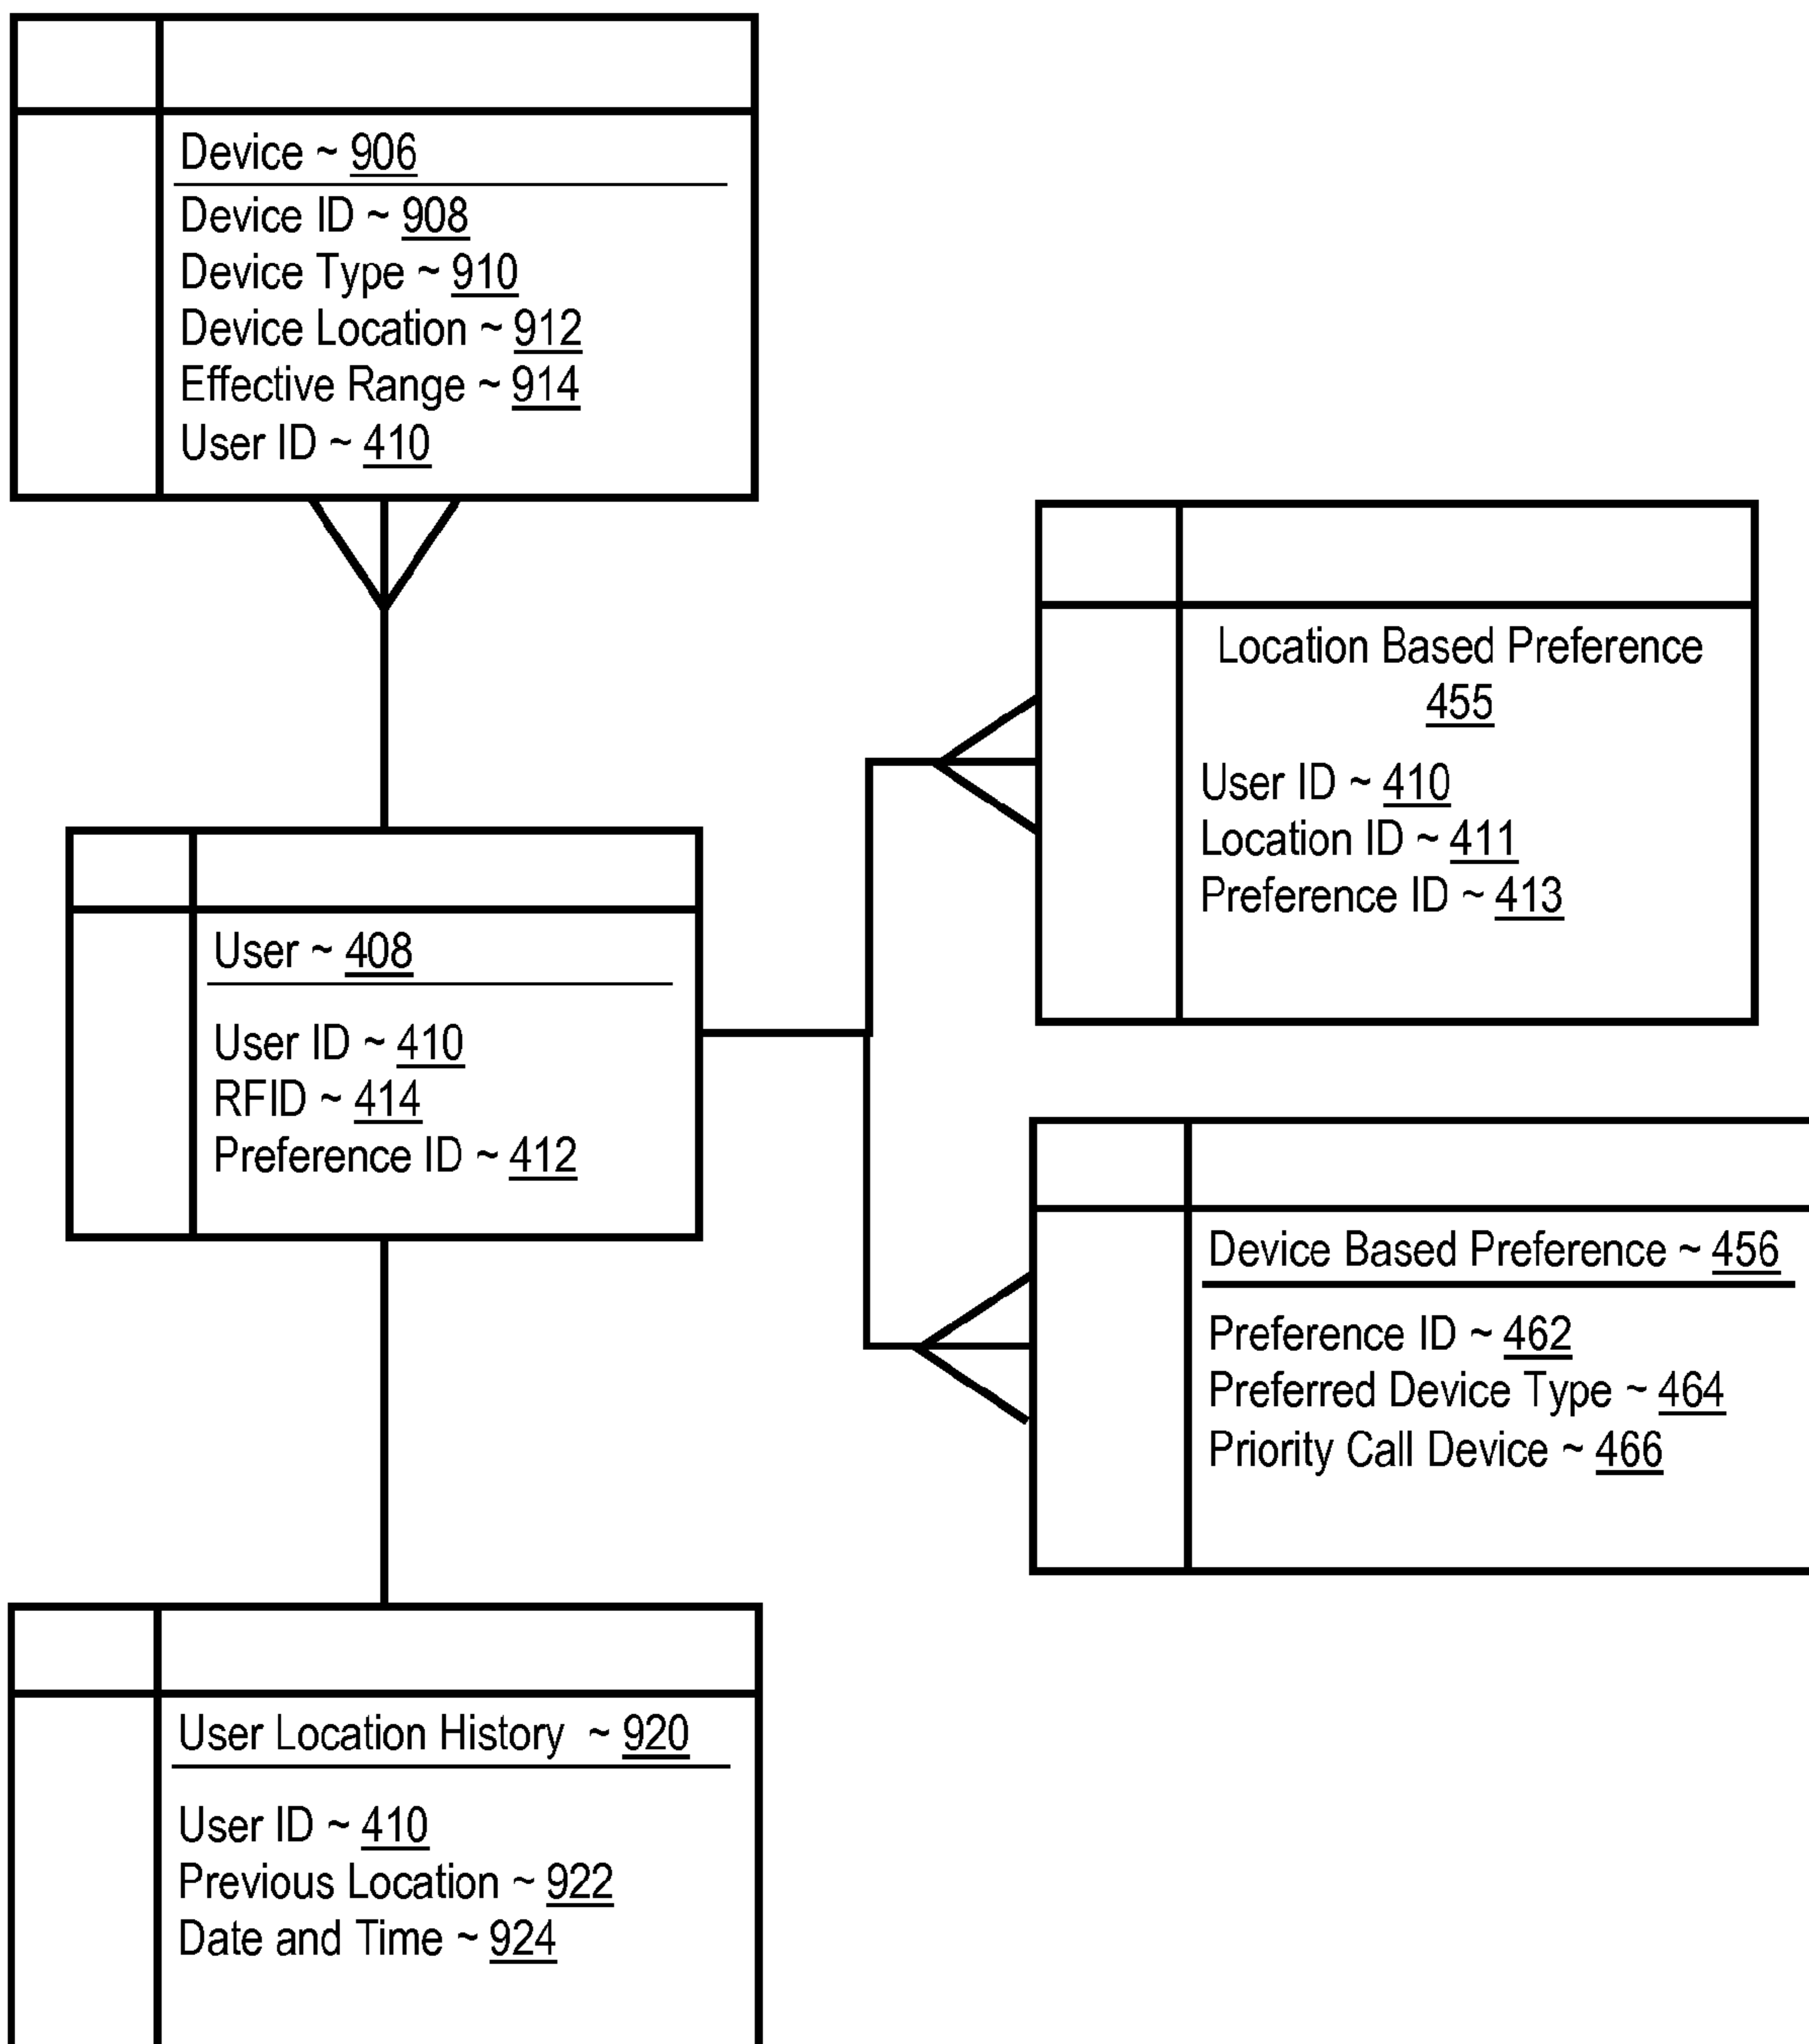 Device ~ 906
Device ID ~ 908
Device Type ~ 910
Device Location ~ 912
Effective Range ~ 914
User ID ~ 410
Location Based Preference
455
User ID ~ 410
Location ID ~ 411
Preference ID ~ 413
User ~ 408
User ID ~ 410
RFID ~ 414
Preference ID ~ 412
Device Based Preference ~ 456
Preference ID ~ 462
Preferred Device Type ~ 464
Priority Call Device ~ 466
User Location History ~ 920
User ID ~ 410
Previous Location ~ 922
Date and Time ~ 924